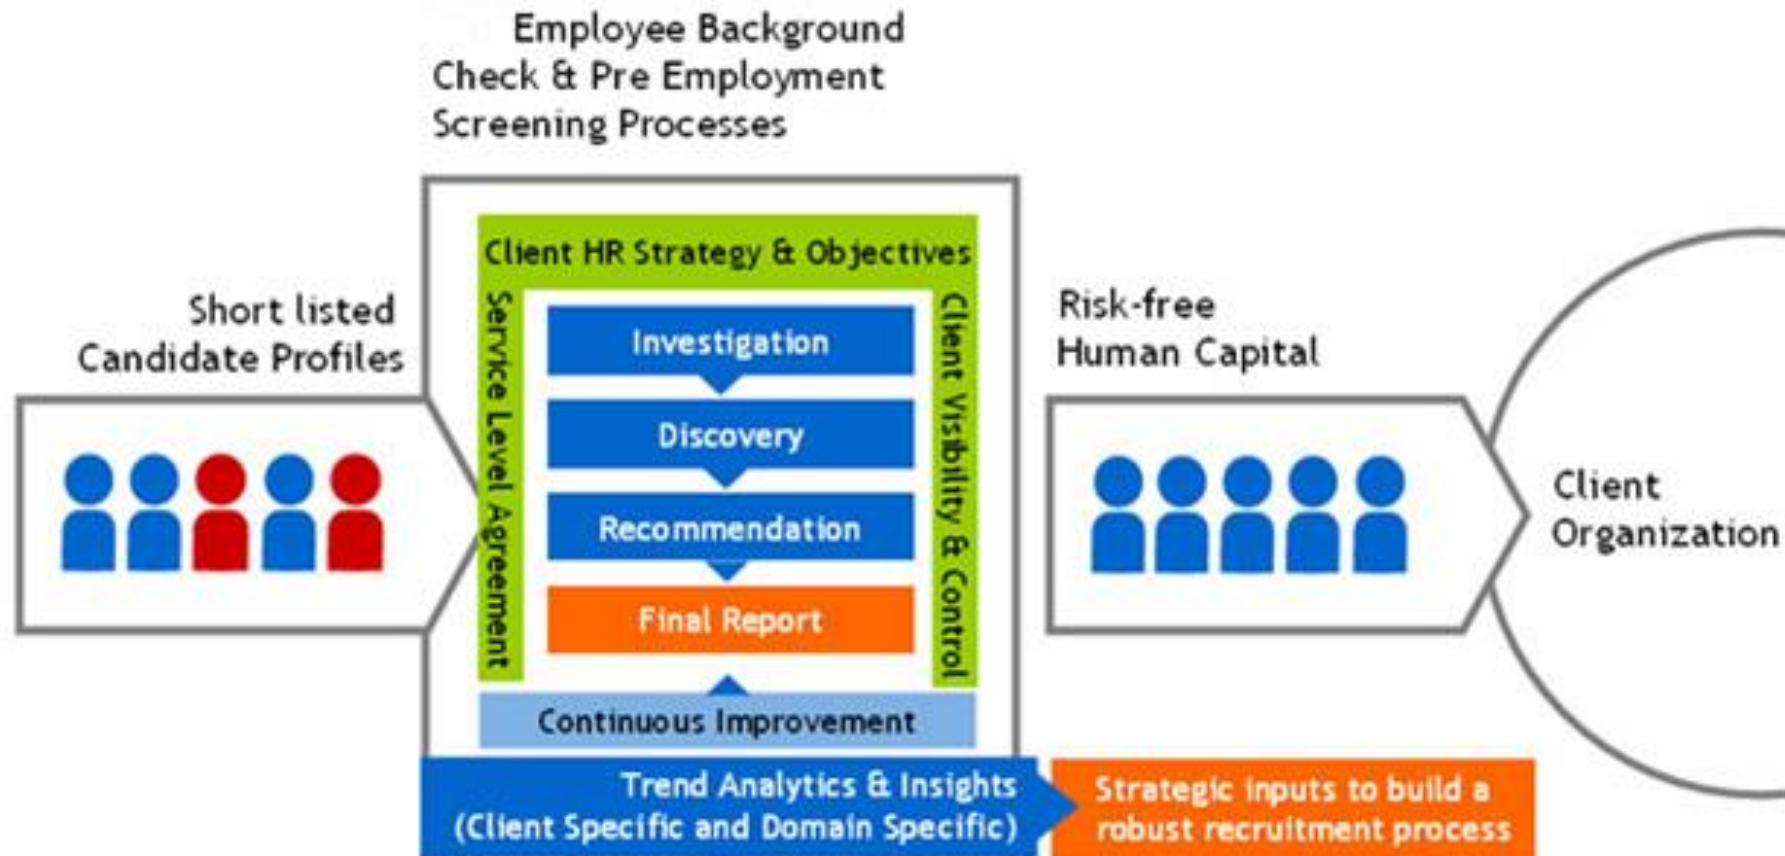 Employee Background
Check & Pre Employment
Screening Processes
Short listed
Candidate Profiles
Client HR Strategy & Objectives
Service Level Agreement
Investigation
Discovery
Recommendation
Final Report
Client Visibility & Control
Continuous Improvement
Trend Analytics & Insights
(Client Specific and Domain Specific)
Strategic inputs to build a
robust recruitment process
Risk-free
Human Capital
Client
Organization